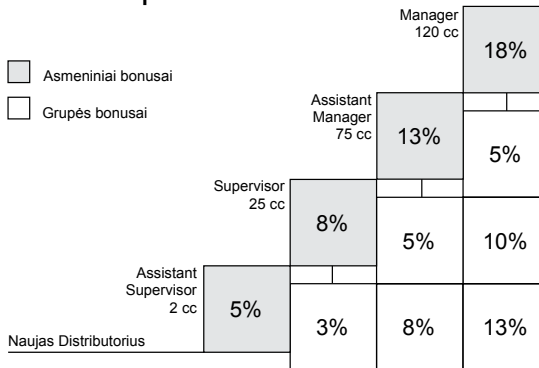 Manager
120 cc
18%
Asmeniniai bonusai
Grupės bonusai
Assistant
Manager
75 cc
13%
5%
Supervisor
25 cc
8%
5%
10%
Assistant
Supervisor
2 cc
5%
3%
8%
13%
Naujas Distributorius